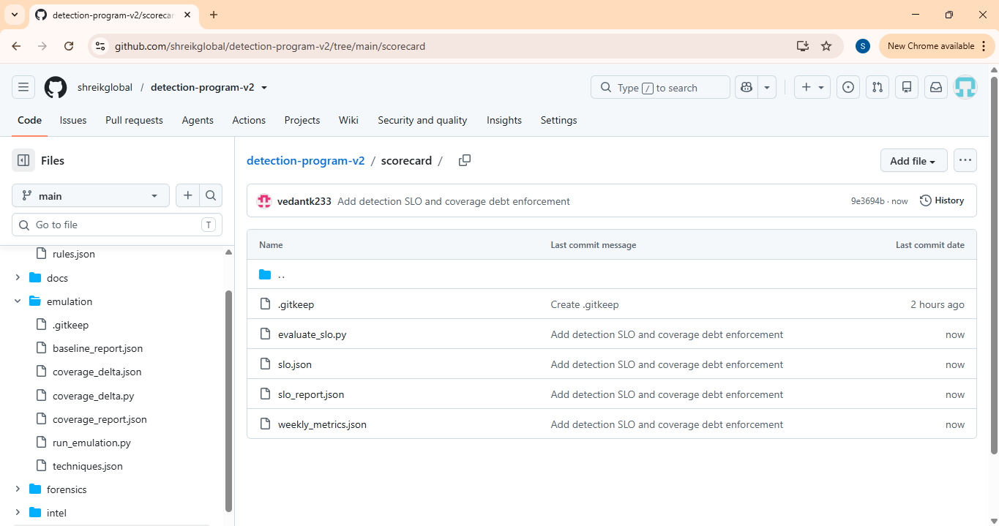 detection-program-v2/scorecar
github.com/shreikglobal/detection-program-v2/tree/main/scorecard
S
New Chrome available
shreikglobal / detection-program-v2
Type / to search
Code Issues Pull requests Agents Actions Projects Wiki Security and quality Insights Settings
Files
main
Go to file
T
rules.json
docs
emulation
.gitkeep
baseline_report.json
coverage_delta.json
coverage_delta.py
coverage_report.json
run_emulation.py
techniques.json
forensics
intel
detection-program-v2 / scorecard /
Add file
vedantk233 Add detection SLO and coverage debt enforcement
9e3694b · now
History
Name Last commit message Last commit date
..
.gitkeep Create .gitkeep 2 hours ago
evaluate_slo.py Add detection SLO and coverage debt enforcement now
slo.json Add detection SLO and coverage debt enforcement now
slo_report.json Add detection SLO and coverage debt enforcement now
weekly_metrics.json Add detection SLO and coverage debt enforcement now